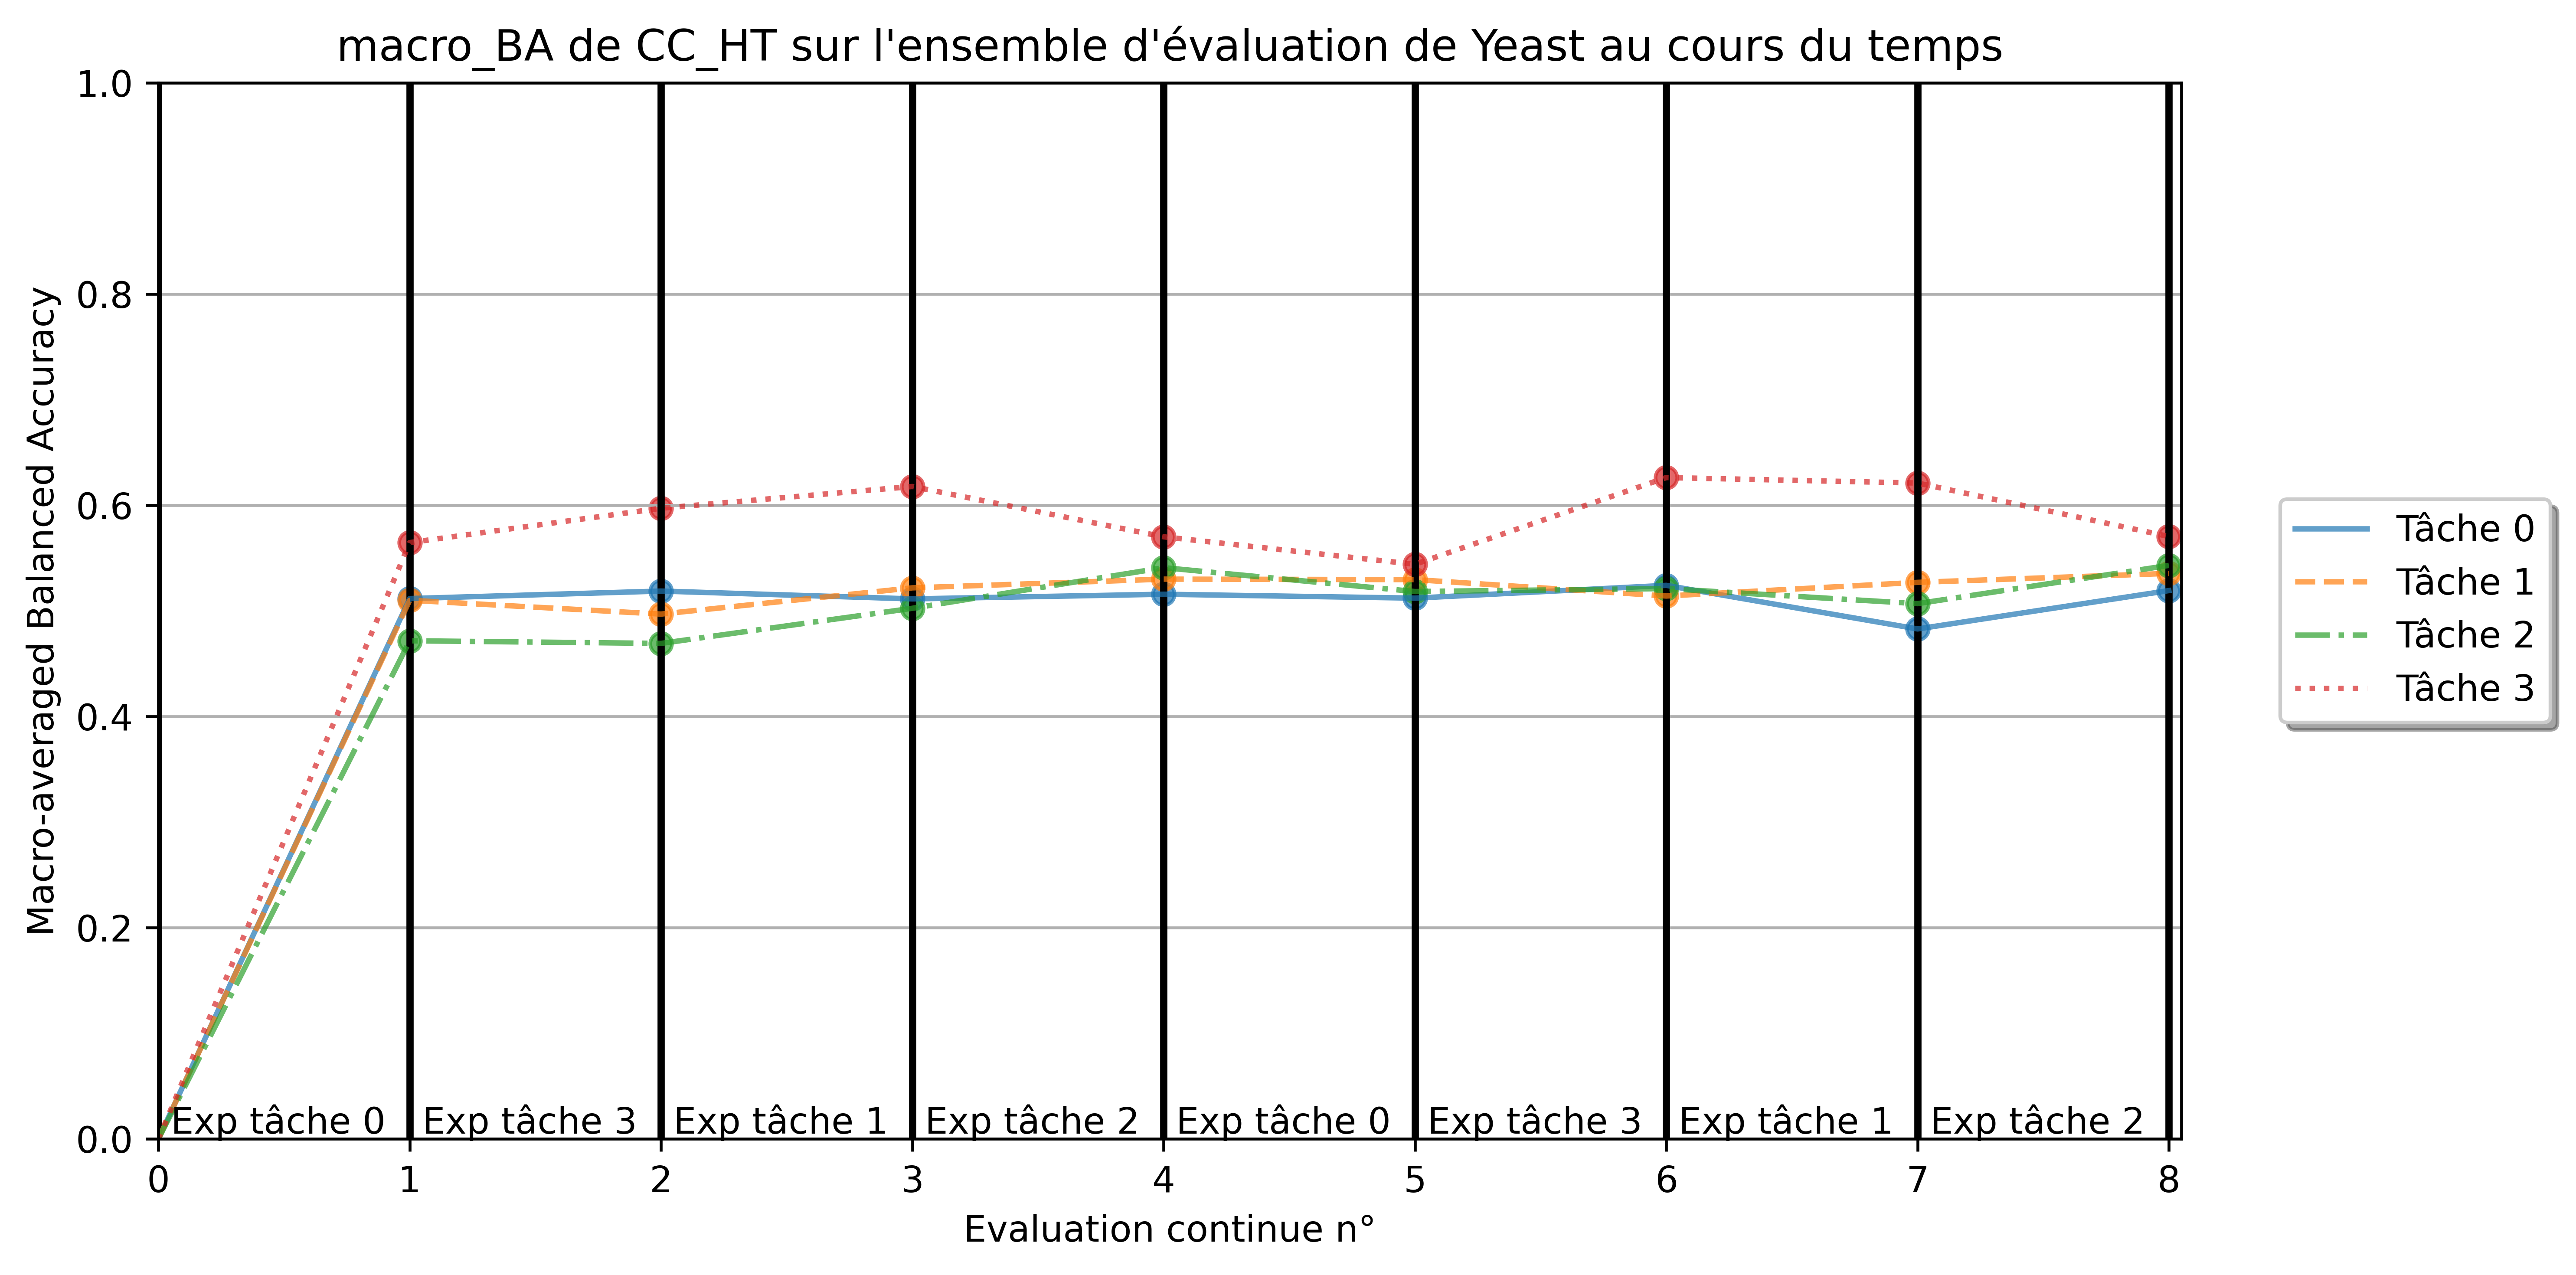 macro_BA de CC_HT sur l'ensemble d'évaluation de Yeast au cours du temps
Macro-averaged Balanced Accuracy
1.0
0.8
0.6
0.4
0.2
0.0
Exp tâche 0
Exp tâche 3
Exp tâche 1
Exp tâche 2
Exp tâche 0
Exp tâche 3
Exp tâche 1
Exp tâche 2
0 1 2 3 4 5 6 7 8
Evaluation continue n°
Tâche 0
Tâche 1
Tâche 2
Tâche 3